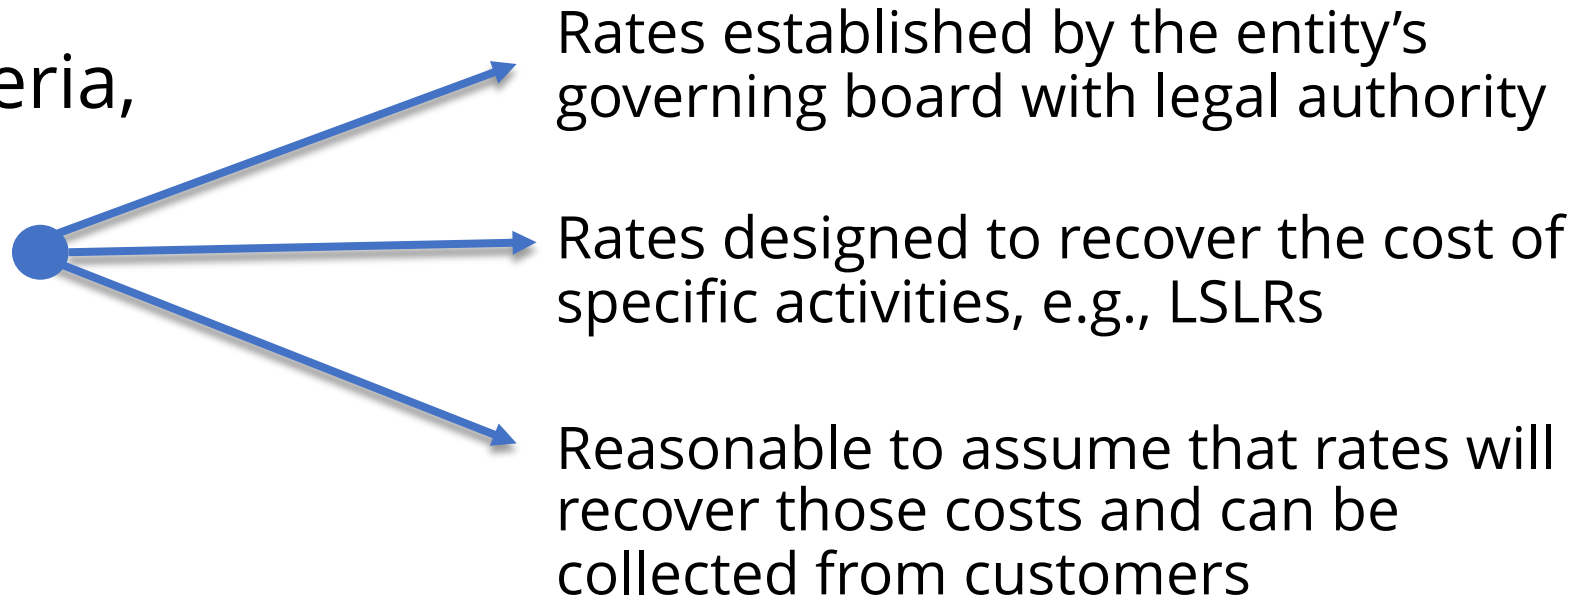 eria,
Rates established by the entity’s
governing board with legal authority
Rates designed to recover the cost of
specific activities, e.g., LSLRs
Reasonable to assume that rates will
recover those costs and can be
collected from customers